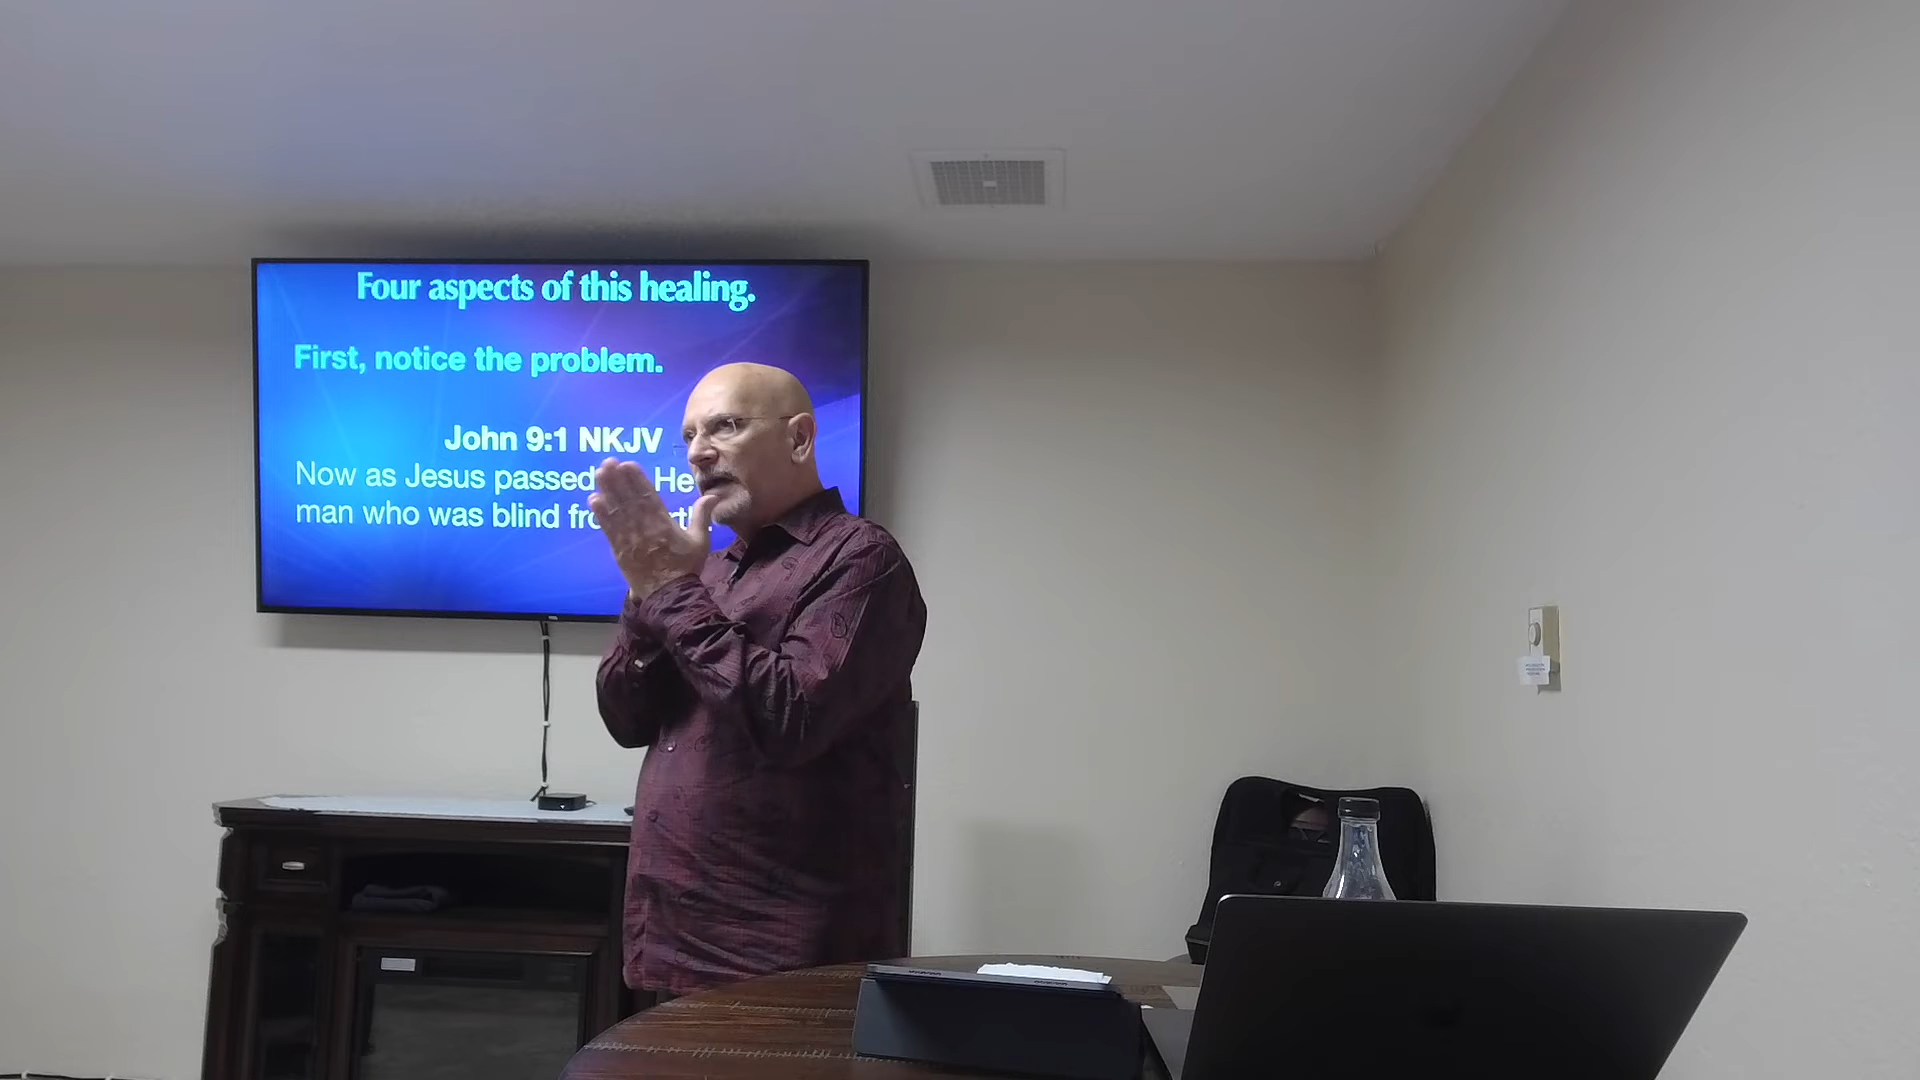 Four aspects of this healing.
First, notice the problem.
John 9:1 NKJV
Now as Jesus passed He
man who was blind